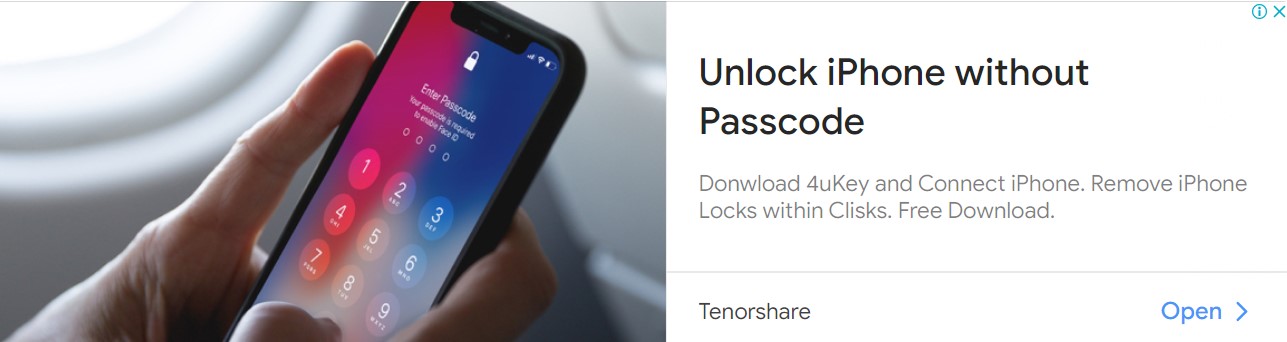 Enter Passcode
Your passcode is required
to enable Face ID
1
2
ABC
3
DEF
4
GHI
5
JKL
6
MNO
7
PQRS
8
TUV
9
WXYZ
Unlock iPhone without
Passcode
Donwload 4uKey and Connect iPhone. Remove iPhone
Locks within Clisks. Free Download.
Tenorshare
Open